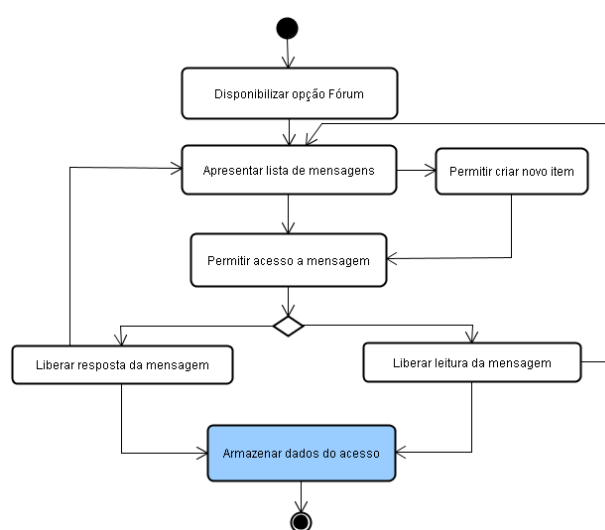 Disponibilizar opção Fórum
Apresentar lista de mensagens
Permitir criar novo item
Permitir acesso a mensagem
Liberar resposta da mensagem
Liberar leitura da mensagem
Armazenar dados do acesso